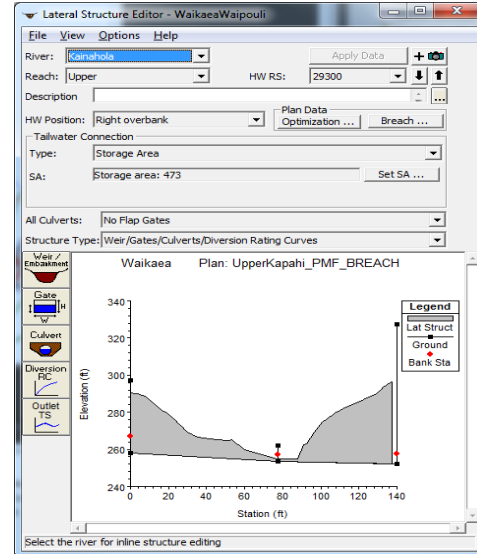 Lateral Structure Editor - WaikaeaWaipouli
File View Options Help
River: Kainahola Apply Data
Reach: Upper HW RS: 29300
Description ...
Plan Data
HW Position: Right overbank Optimization ... Breach ...
Tailwater Connection
Type: Storage Area
SA: Storage area: 473 Set SA ...
All Culverts: No Flap Gates
Structure Type: Weir/Gates/Culverts/Diversion Rating Curves
Weir / Embankment
Gate
H
W
Culvert
Diversion RC
Outlet TS
Waikaea Plan: UpperKapahi_PMF_BREACH
340
320
300
280
260
240
Elevation (ft)
0 20 40 60 80 100 120 140
Station (ft)
Legend
Lat Struct
Ground
Bank Sta
Select the river for inline structure editing